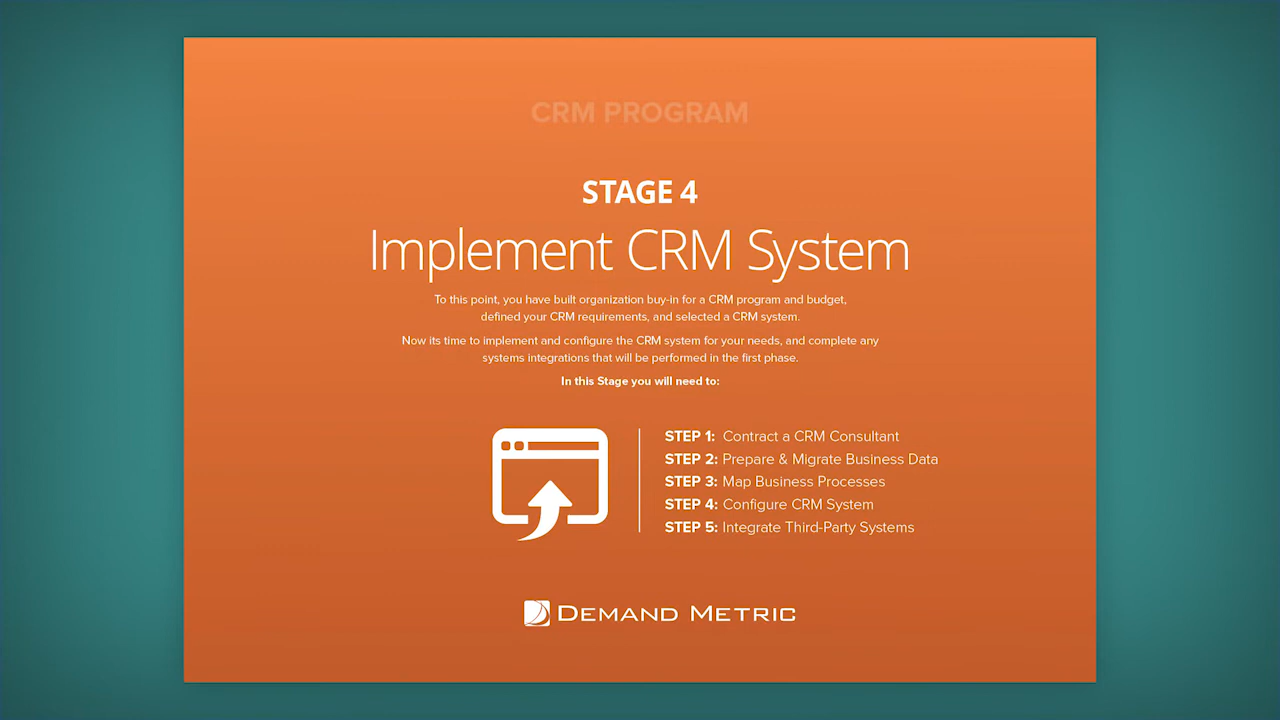 CRM PROGRAM
STAGE 4
Implement CRM System
To this point, you have built organization buy-in for a CRM program and budget,
defined your CRM requirements, and selected a CRM system.
Now its time to implement and configure the CRM system for your needs, and complete any
systems integrations that will be performed in the first phase.
In this Stage you will need to:
STEP 1: Contract a CRM Consultant
STEP 2: Prepare & Migrate Business Data
STEP 3: Map Business Processes
STEP 4: Configure CRM System
STEP 5: Integrate Third-Party Systems
DEMAND METRIC